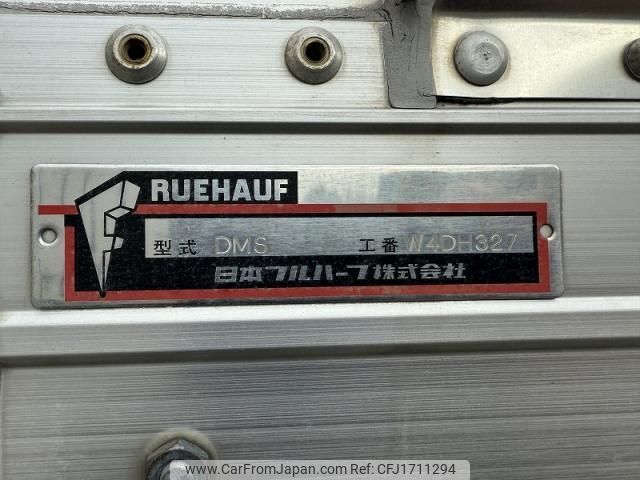 FRUEHAUF
型式 DMS 工番 W4DH327
日本フルハーフ株式会社
www.CarFromJapan.com Ref:CFJ1711294